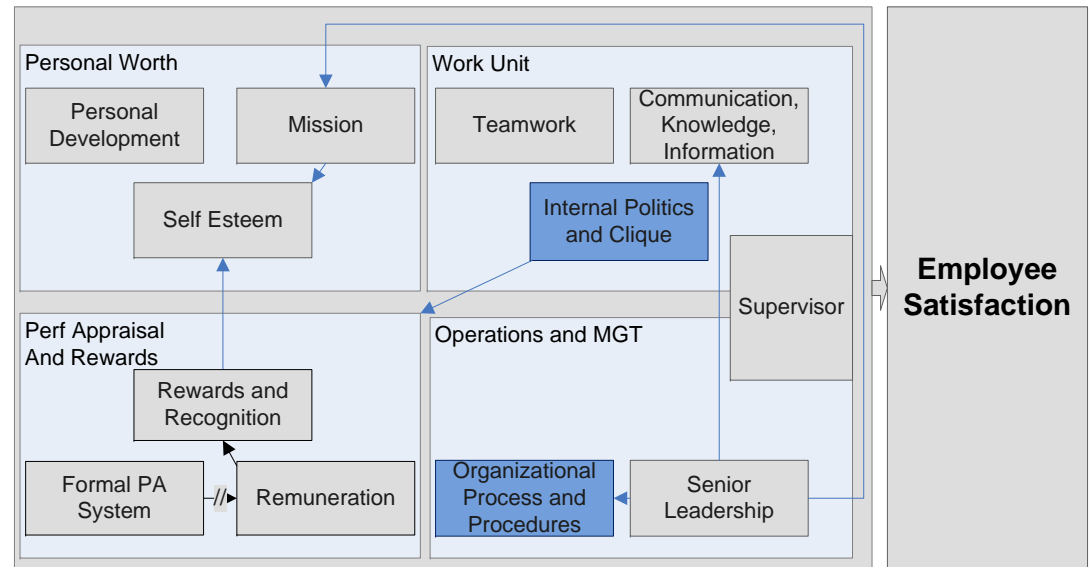 Personal Worth
Personal
Development
Mission
Self Esteem
Work Unit
Teamwork
Communication,
Knowledge,
Information
Internal Politics
and Clique
Supervisor
Perf Appraisal
And Rewards
Rewards and
Recognition
Formal PA
System
//
Remuneration
Operations and MGT
Organizational
Process and
Procedures
Senior
Leadership
Employee
Satisfaction